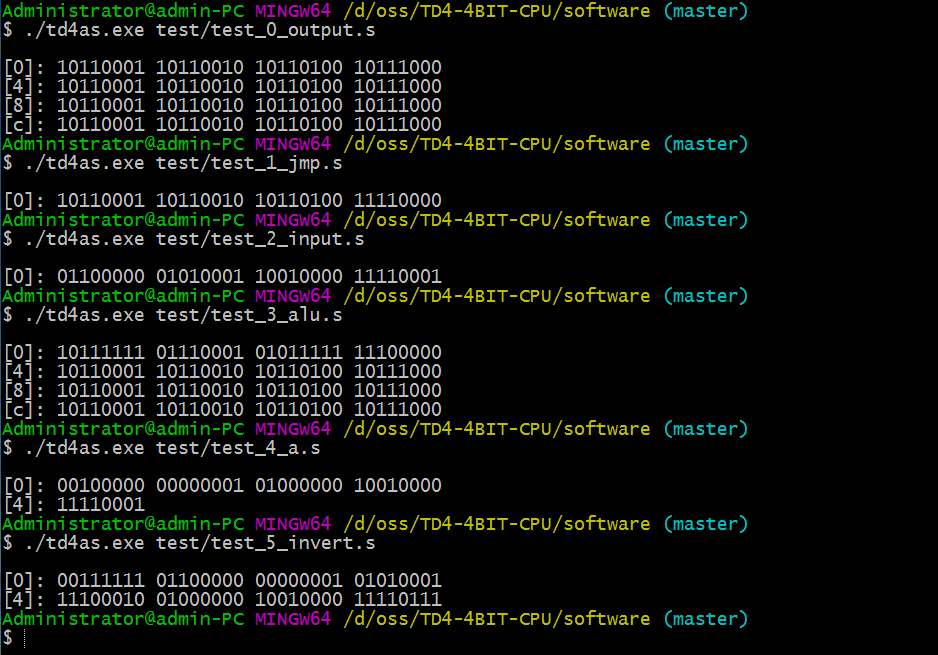 Administrator@admin-PC MINGW64 /d/oss/TD4-4BIT-CPU/software (master)
$ ./td4as.exe test/test_0_output.s
[0]: 10110001 10110010 10110100 10111000
[4]: 10110001 10110010 10110100 10111000
[8]: 10110001 10110010 10110100 10111000
[c]: 10110001 10110010 10110100 10111000
Administrator@admin-PC MINGW64 /d/oss/TD4-4BIT-CPU/software (master)
$ ./td4as.exe test/test_1_jmp.s
[0]: 10110001 10110010 10110100 11110000
Administrator@admin-PC MINGW64 /d/oss/TD4-4BIT-CPU/software (master)
$ ./td4as.exe test/test_2_input.s
[0]: 01100000 01010001 10010000 11110001
Administrator@admin-PC MINGW64 /d/oss/TD4-4BIT-CPU/software (master)
$ ./td4as.exe test/test_3_alu.s
[0]: 10111111 01110001 01011111 11100000
[4]: 10110001 10110010 10110100 10111000
[8]: 10110001 10110010 10110100 10111000
[c]: 10110001 10110010 10110100 10111000
Administrator@admin-PC MINGW64 /d/oss/TD4-4BIT-CPU/software (master)
$ ./td4as.exe test/test_4_a.s
[0]: 00100000 00000001 01000000 10010000
[4]: 11110001
Administrator@admin-PC MINGW64 /d/oss/TD4-4BIT-CPU/software (master)
$ ./td4as.exe test/test_5_invert.s
[0]: 00111111 01100000 00000001 01010001
[4]: 11100010 01000000 10010000 11110111
Administrator@admin-PC MINGW64 /d/oss/TD4-4BIT-CPU/software (master)
$